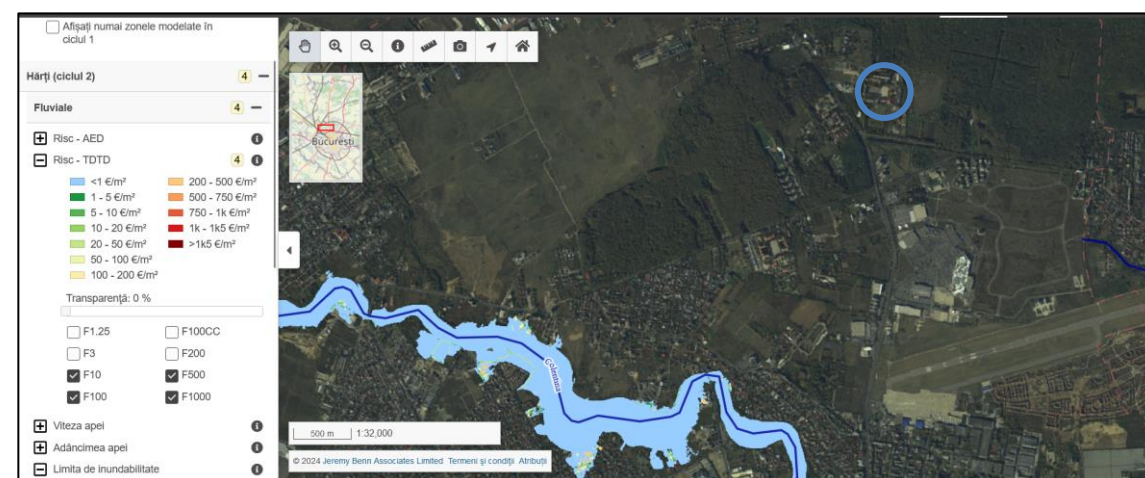 Afișați numai zonele modelate în
ciclul 1
Hărți (ciclul 2) 4
Fluviale 4
Risc - AED
Risc - TDTD 4
<1 €/m² 200 - 500 €/m²
1 - 5 €/m² 500 - 750 €/m²
5 - 10 €/m² 750 - 1k €/m²
10 - 20 €/m² 1k - 1k5 €/m²
20 - 50 €/m² >1k5 €/m²
50 - 100 €/m²
100 - 200 €/m²
Transparență: 0 %
F1.25 F100CC
F3 F200
F10 F500
F100 F1000
Viteza apei
Adâncimea apei
Limita de inundabilitate
București
Colentina
500 m 1:32,000
© 2024 Jeremy Benn Associates Limited Termeni și condiții Atribuții